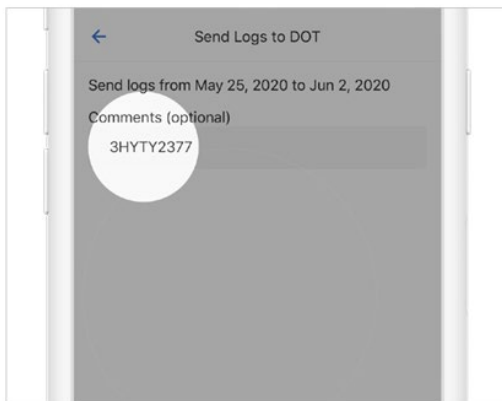 Send Logs to DOT
Send logs from May 25, 2020 to Jun 2, 2020
Comments (optional)
3HYTY2377